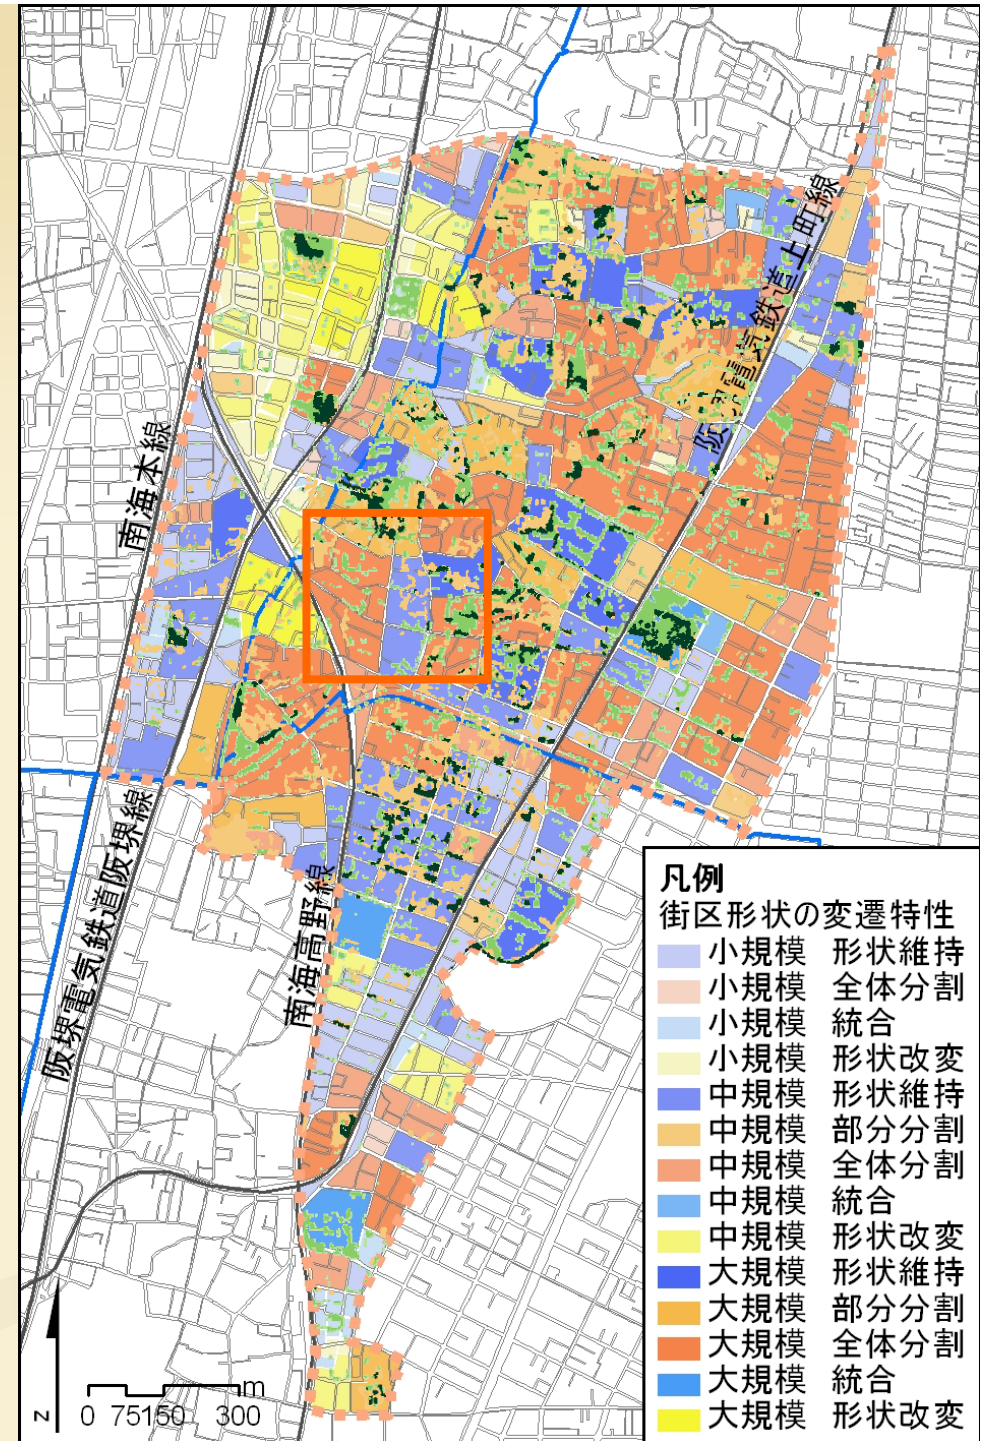 阪堺電気鉄道上町線
南海本線
阪堺電気鉄道阪堺線
南海高野線
凡例
街区形状の変遷特性
小規模 形状維持
小規模 全体分割
小規模 統合
小規模 形状改変
中規模 形状維持
中規模 部分分割
中規模 全体分割
中規模 統合
中規模 形状改変
大規模 形状維持
大規模 部分分割
大規模 全体分割
大規模 統合
大規模 形状改変
m
0 75150 300
N